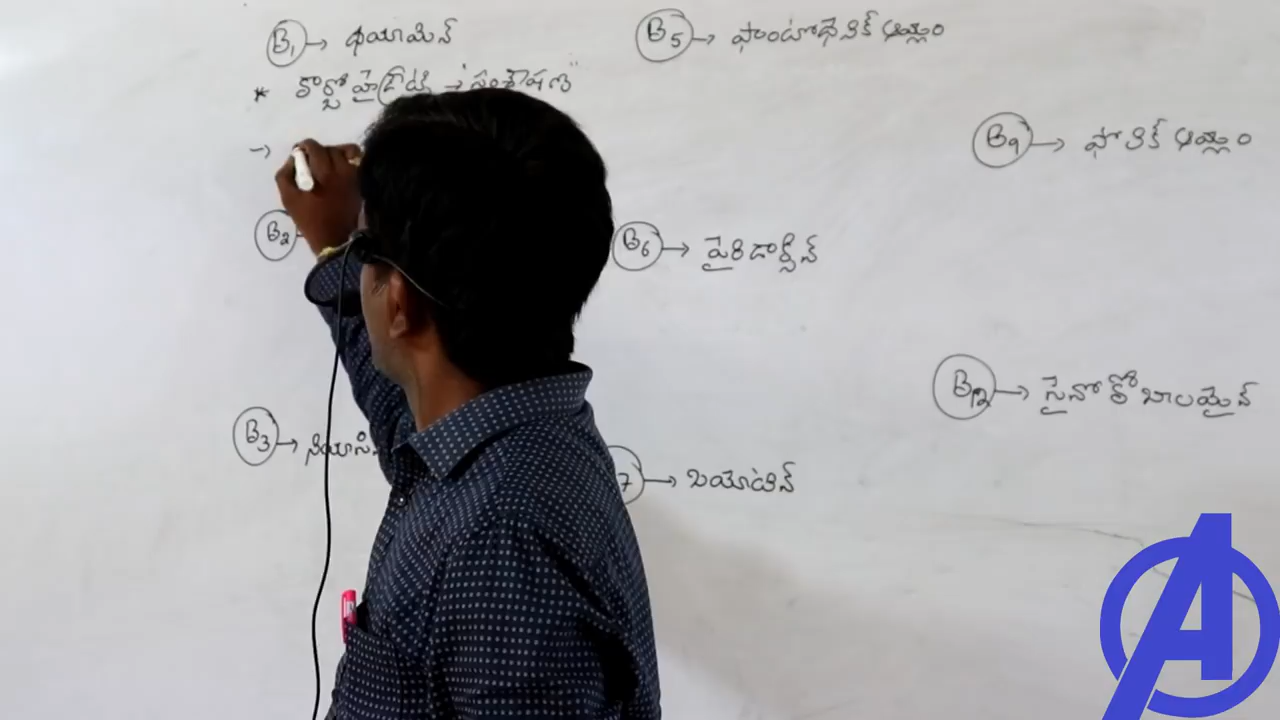 B1 → థయామిన్
* కార్బోహైడ్రేట్స్ → "సంశ్లేషణ"
→
B2
B3 → నియాసి
B5 → పాంటోథెనిక్ ఆమ్లం
B6 → పైరిడాక్సిన్
7 → బయోటిన్
B9 → ఫోలిక్ ఆమ్లం
B12 → సైనోకోబాలమైన్